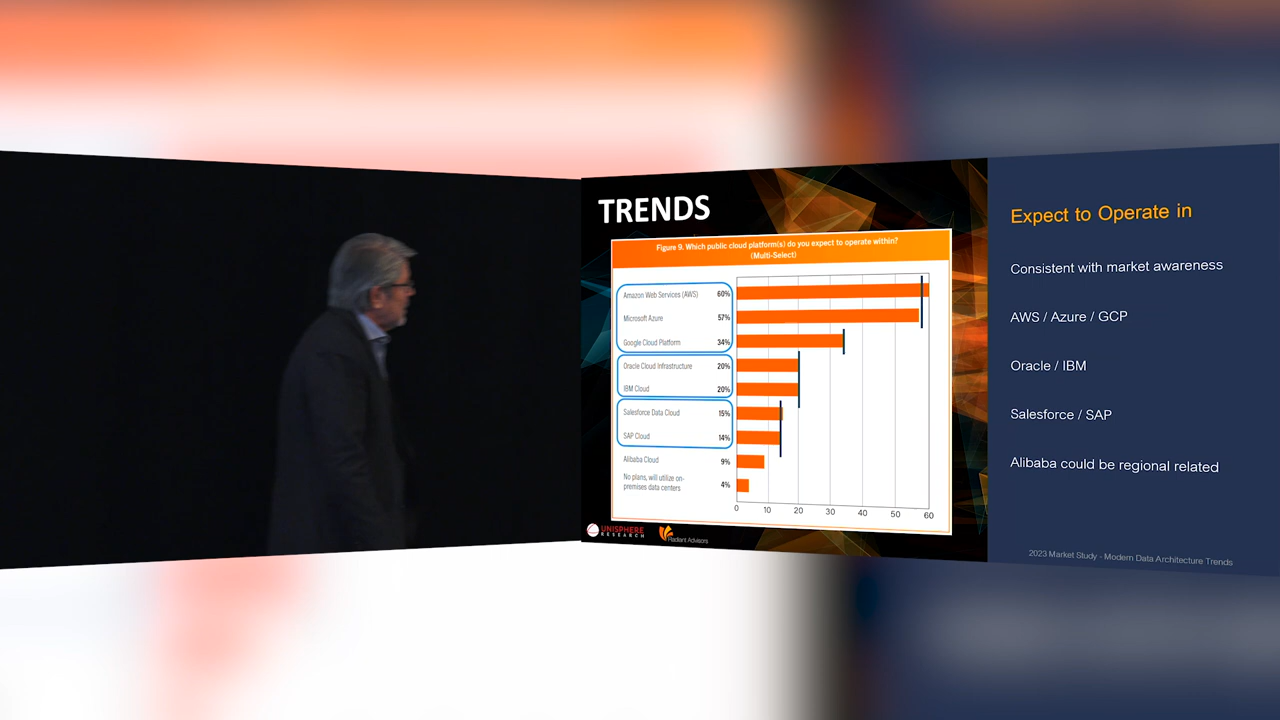 TRENDS
Figure 9. Which public cloud platform(s) do you expect to operate within?
(Multi-Select)
Amazon Web Services (AWS) 60%
Microsoft Azure 57%
Google Cloud Platform 34%
Oracle Cloud Infrastructure 20%
IBM Cloud 20%
Salesforce Data Cloud 15%
SAP Cloud 14%
Alibaba Cloud 9%
No plans, will utilize on-
premises data centers 4%
0 10 20 30 40 50 60
UNISPHERE
RESEARCH
Radiant Advisors
Expect to Operate in
Consistent with market awareness
AWS / Azure / GCP
Oracle / IBM
Salesforce / SAP
Alibaba could be regional related
2023 Market Study - Modern Data Architecture Trends